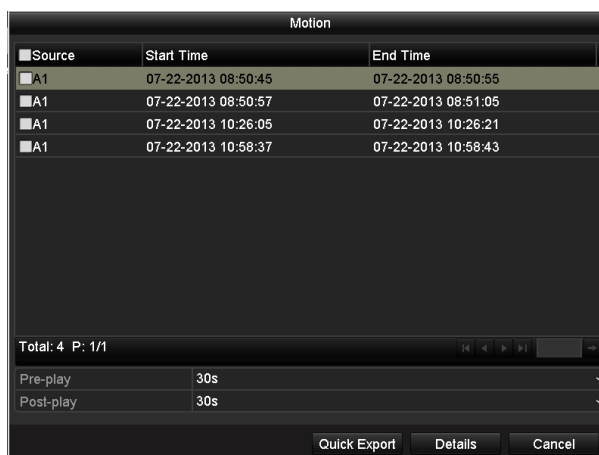 Motion
Source Start Time End Time
A1 07-22-2013 08:50:45 07-22-2013 08:50:55
A1 07-22-2013 08:50:57 07-22-2013 08:51:05
A1 07-22-2013 10:26:05 07-22-2013 10:26:21
A1 07-22-2013 10:58:37 07-22-2013 10:58:43
Total: 4 P: 1/1
Pre-play 30s
Post-play 30s
Quick Export Details Cancel